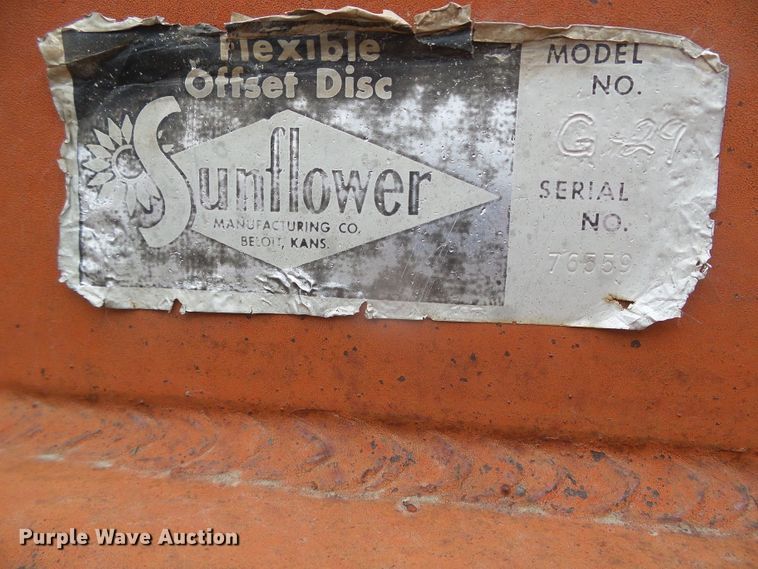 Flexible
Offset Disc
Sunflower
MANUFACTURING CO.
BELOIT, KANS.
MODEL
NO.
G-29
SERIAL
NO.
76559
Purple Wave Auction